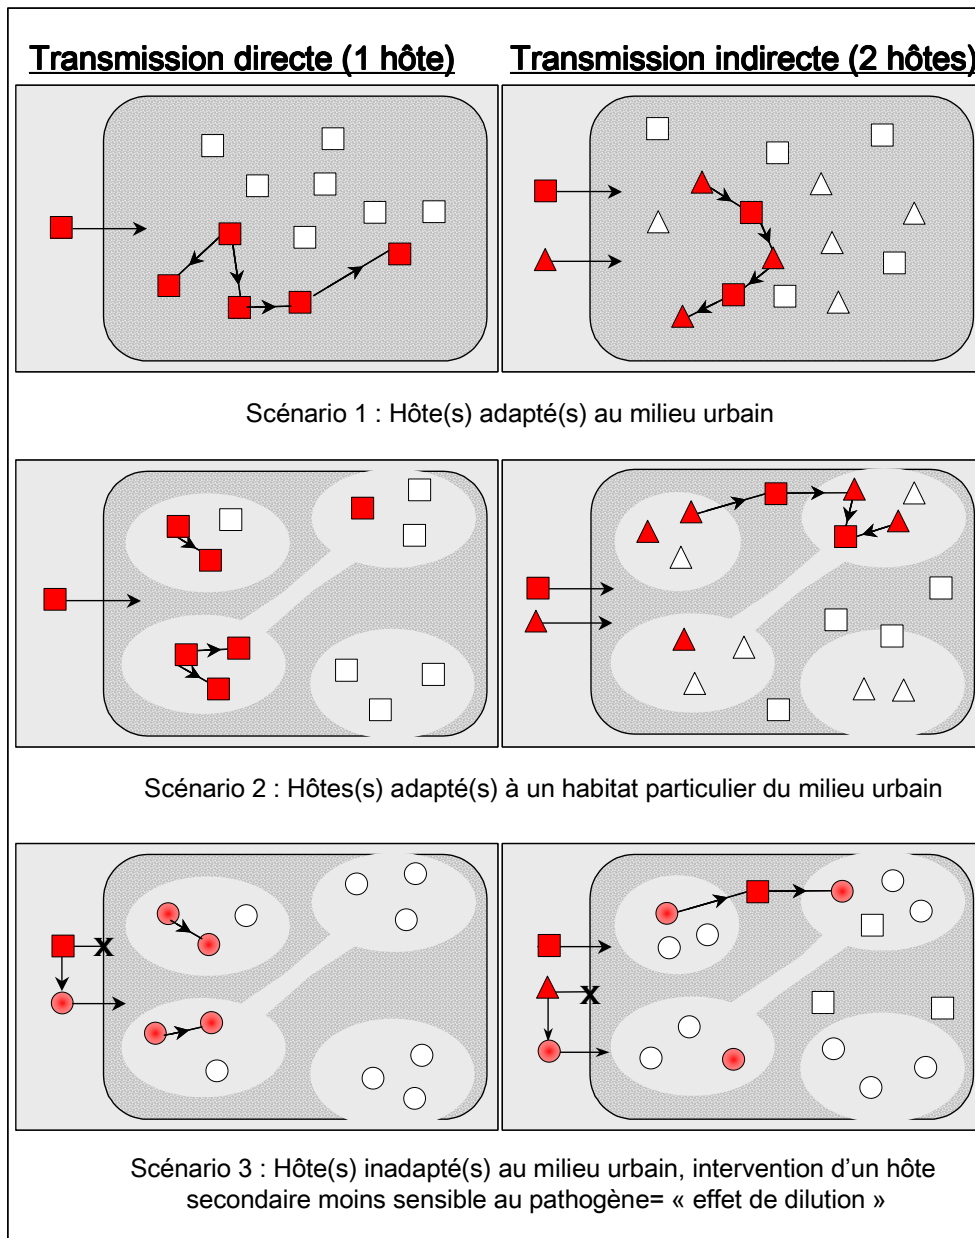 Transmission directe (1 hôte)
Transmission indirecte (2 hôtes)
Scénario 1 : Hôte(s) adapté(s) au milieu urbain
Scénario 2 : Hôtes(s) adapté(s) à un habitat particulier du milieu urbain
X
X
Scénario 3 : Hôte(s) inadapté(s) au milieu urbain, intervention d'un hôte
secondaire moins sensible au pathogène= « effet de dilution »